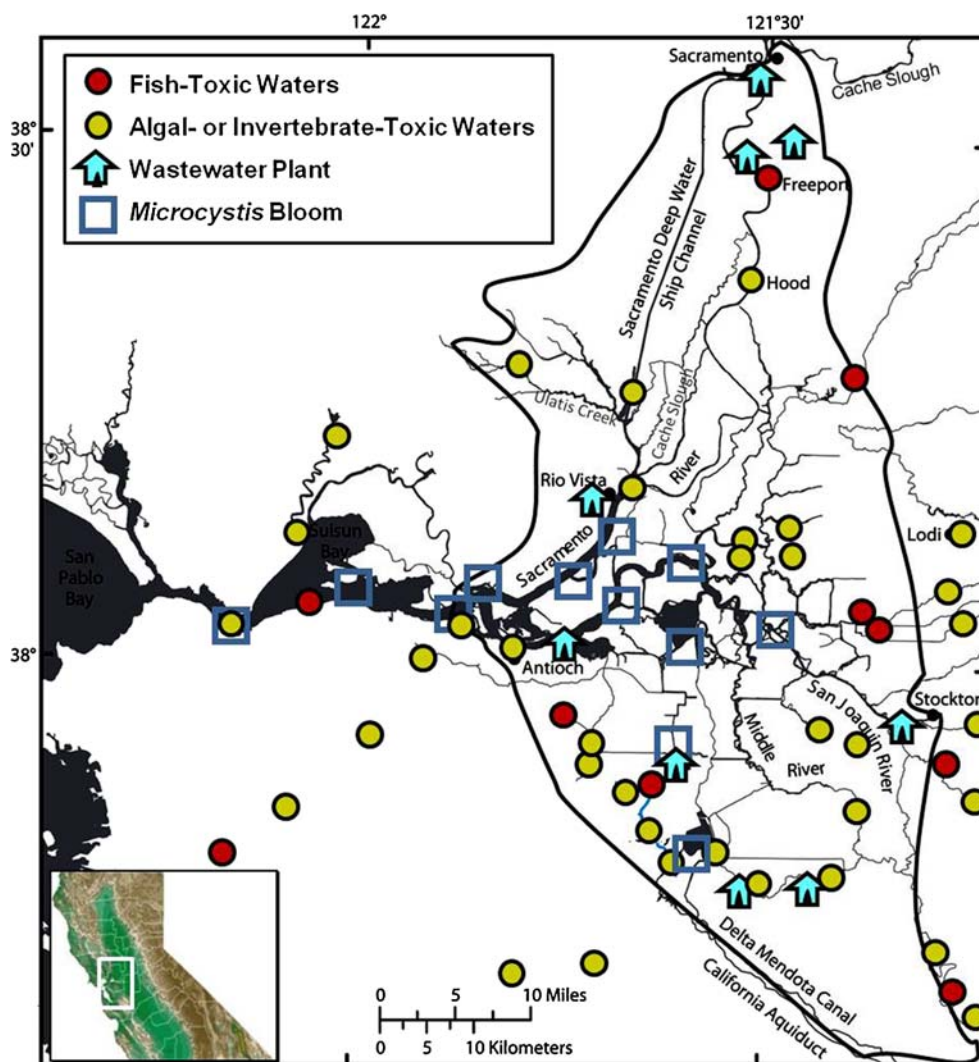 122°
121°30'
Sacramento
Cache Slough
Fish-Toxic Waters
Algal- or Invertebrate-Toxic Waters
Wastewater Plant
Microcystis Bloom
38°
30'
Freeport
Sacramento Deep Water
Ship Channel
Hood
Ulatis Creek
Cache Slough
River
Rio Vista
Sacramento
Lodi
San
Pablo
Bay
Suisun
Bay
38°
Antioch
San Joaquin River
Stockton
Middle
River
Delta Mendota Canal
California Aquiduct
0 5 10 Miles
0 5 10 Kilometers